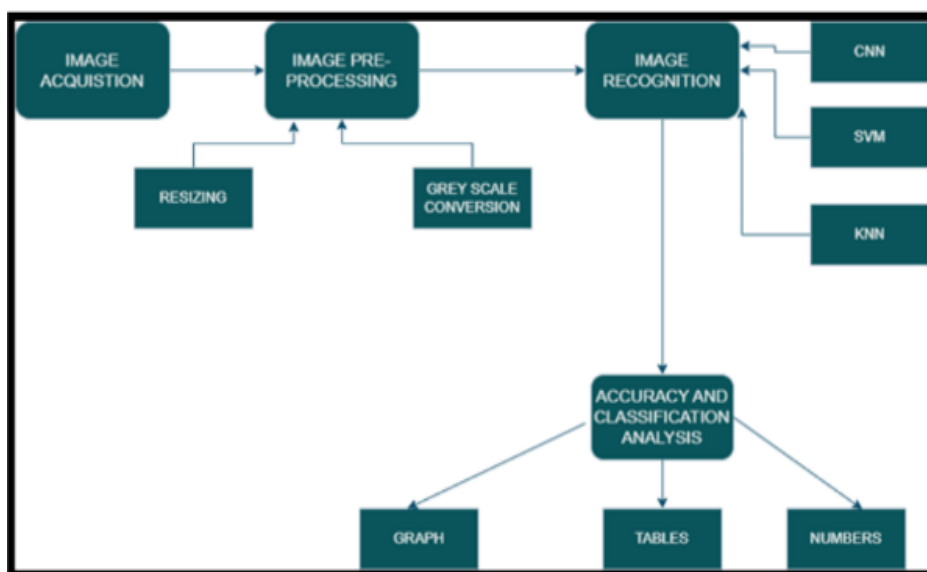 IMAGE
ACQUISTION
IMAGE PRE-
PROCESSING
IMAGE
RECOGNITION
CNN
SVM
KNN
RESIZING
GREY SCALE
CONVERSION
ACCURACY AND
CLASSIFICATION
ANALYSIS
GRAPH
TABLES
NUMBERS